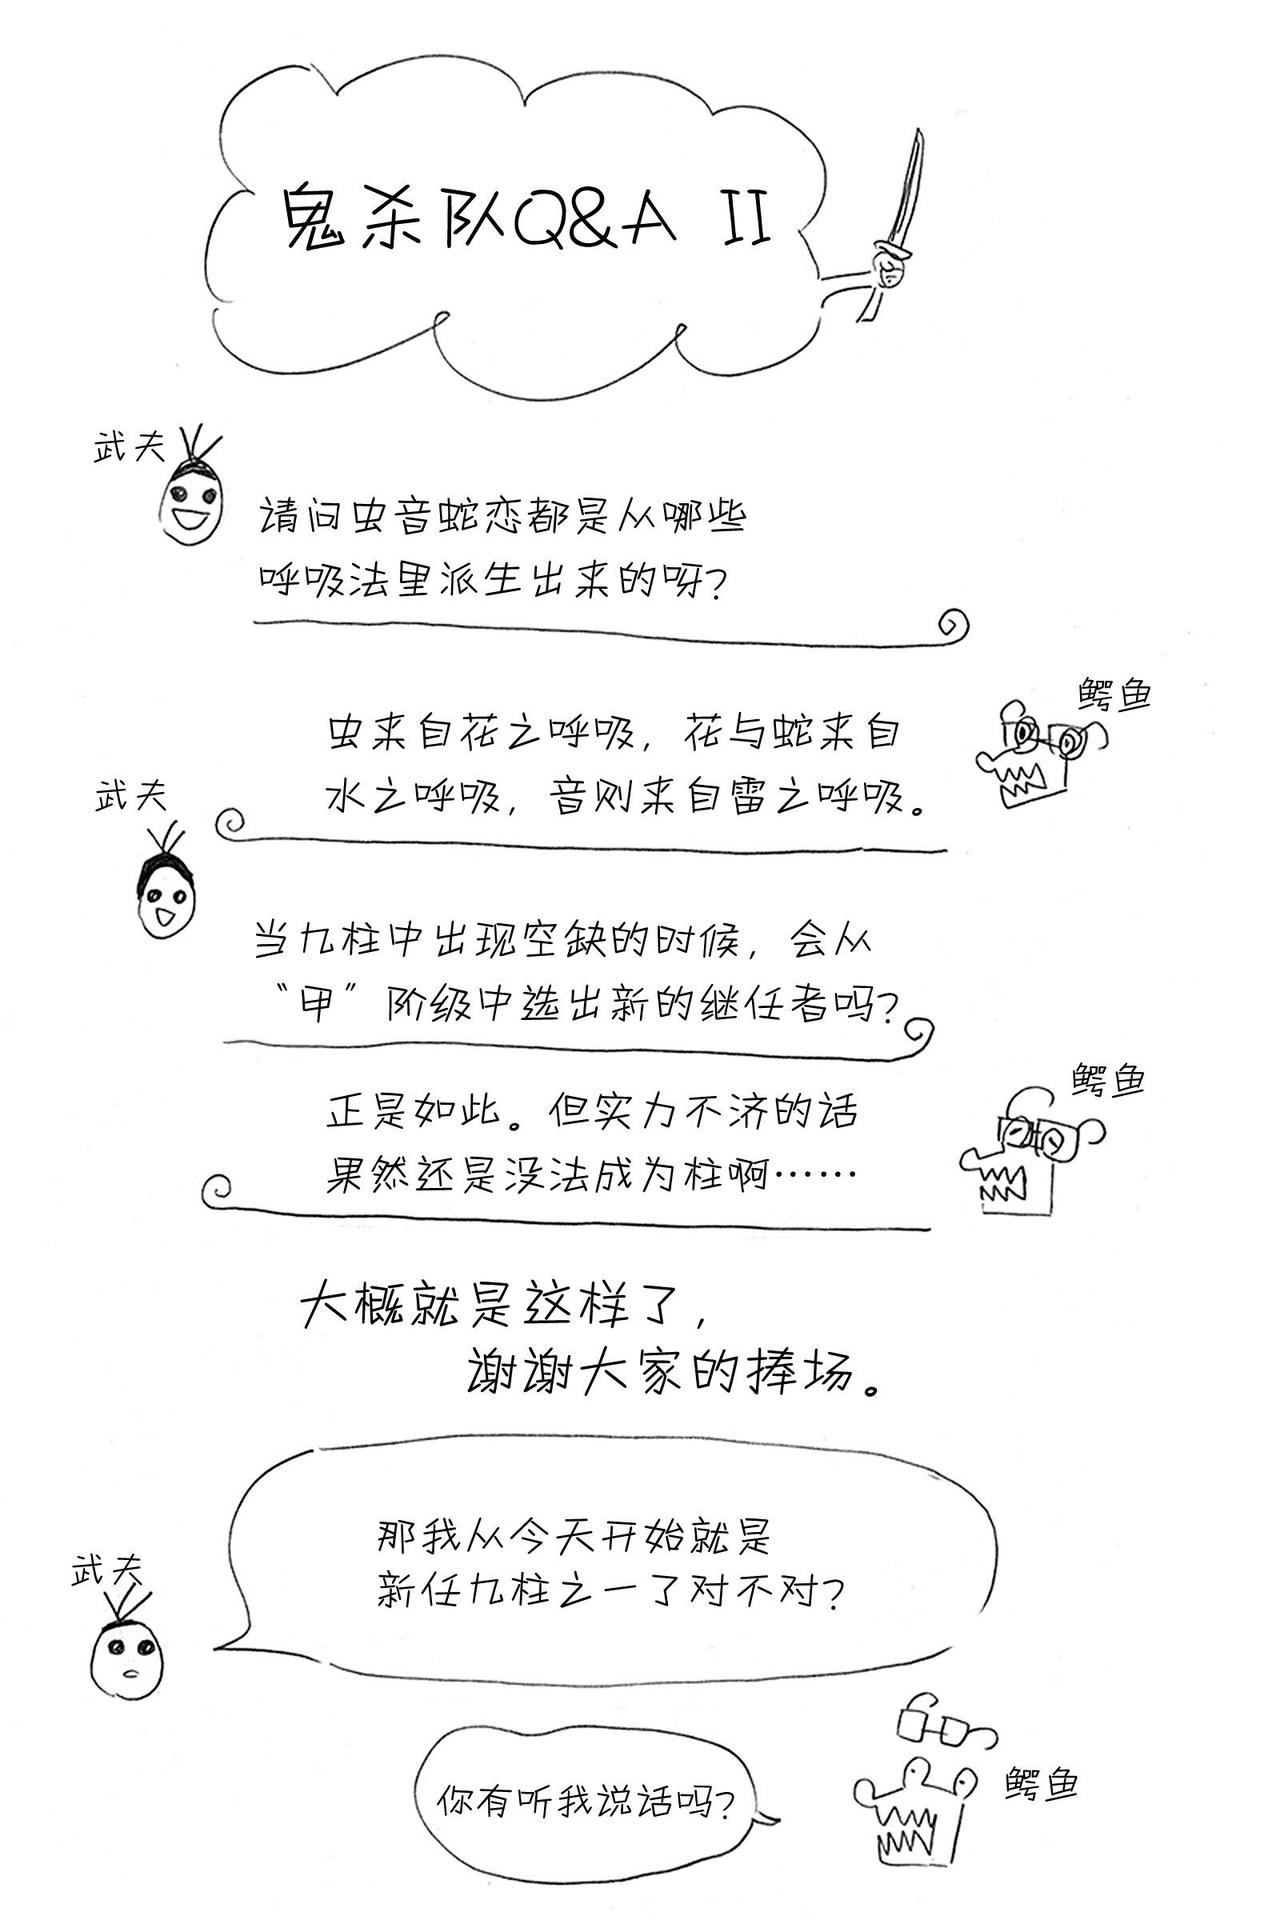 鬼杀队Q&A II
武夫
请问虫音蛇恋都是从哪些
呼吸法里派生出来的呀?
鳄鱼
虫来自花之呼吸，花与蛇来自
水之呼吸，音则来自雷之呼吸。
武夫
当九柱中出现空缺的时候，会从
“甲”阶级中选出新的继任者吗?
鳄鱼
正是如此。但实力不济的话
果然还是没法成为柱啊……
大概就是这样了，
谢谢大家的捧场。
武夫
那我从今天开始就是
新任九柱之一了对不对?
鳄鱼
你有听我说话吗?